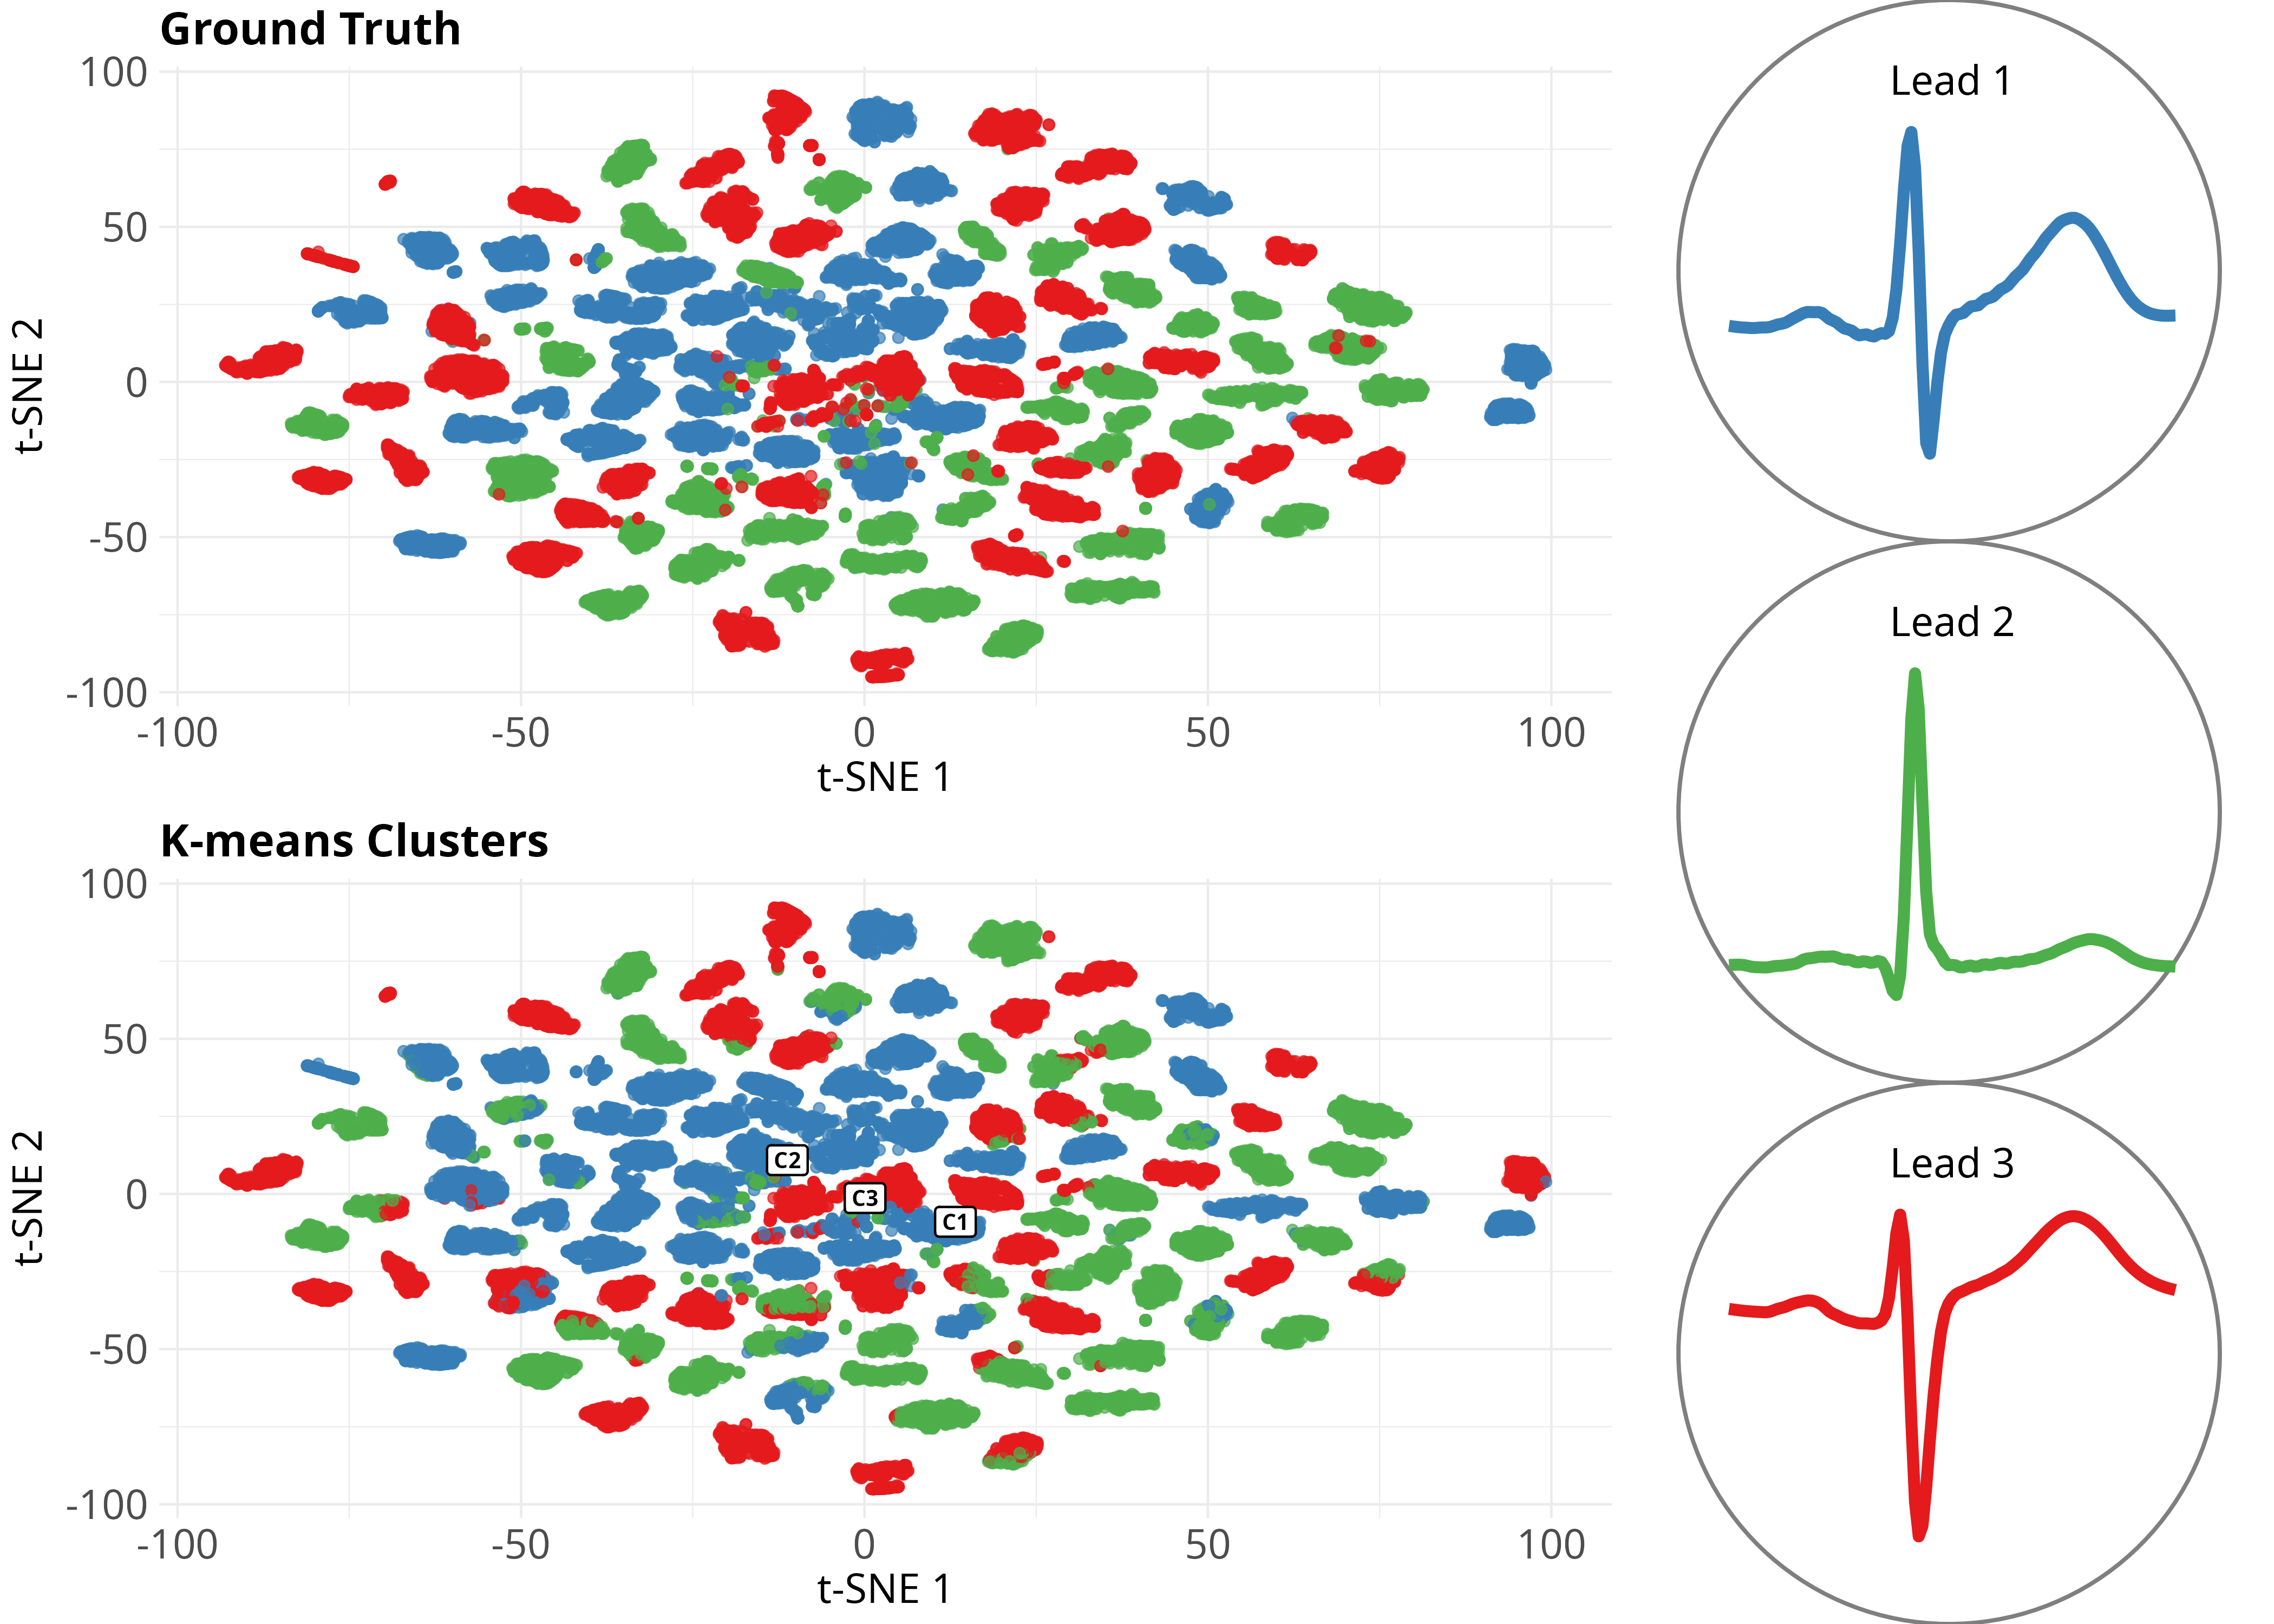 Ground Truth
100
50
0
-50
-100
t-SNE 2
-100 -50 0 50 100
t-SNE 1
K-means Clusters
100
50
0
-50
-100
t-SNE 2
C2
C3
C1
-100 -50 0 50 100
t-SNE 1
Lead 1
Lead 2
Lead 3